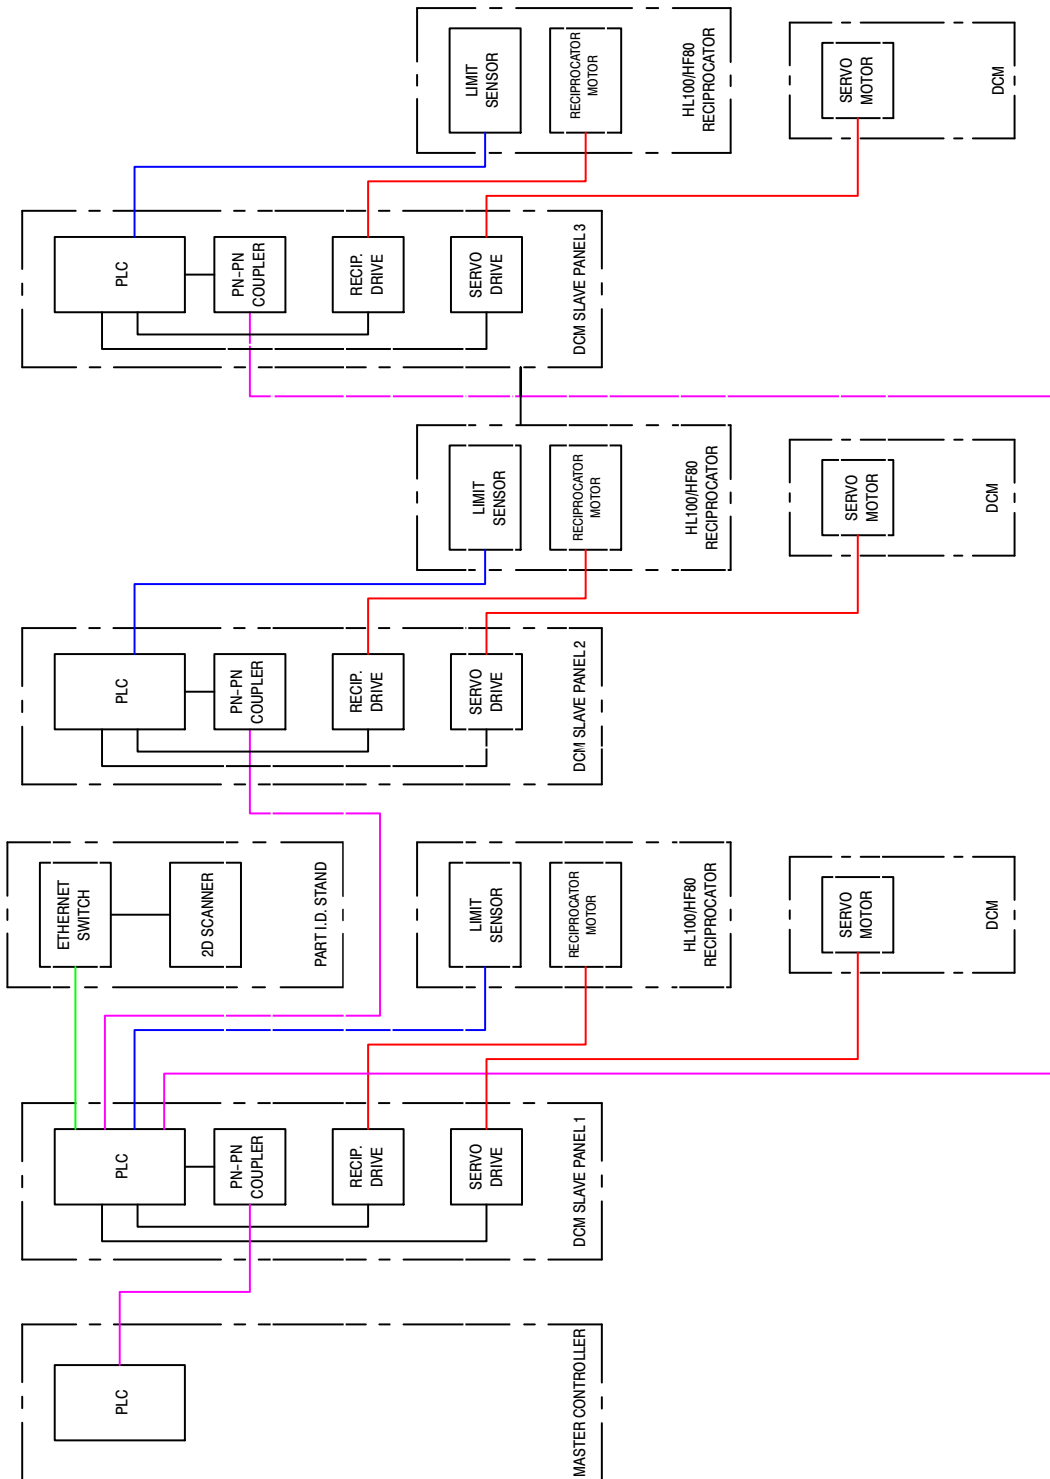 LIMIT
SENSOR
RECIPROCATOR
MOTOR
HL100/HF80
RECIPROCATOR
SERVO
MOTOR
DCM
PLC
PN-PN
COUPLER
RECIP.
DRIVE
SERVO
DRIVE
DCM SLAVE PANEL 3
LIMIT
SENSOR
RECIPROCATOR
MOTOR
HL100/HF80
RECIPROCATOR
SERVO
MOTOR
DCM
PLC
PN-PN
COUPLER
RECIP.
DRIVE
SERVO
DRIVE
DCM SLAVE PANEL 2
ETHERNET
SWITCH
2D SCANNER
PART I.D. STAND
LIMIT
SENSOR
RECIPROCATOR
MOTOR
HL100/HF80
RECIPROCATOR
SERVO
MOTOR
DCM
PLC
PN-PN
COUPLER
RECIP.
DRIVE
SERVO
DRIVE
DCM SLAVE PANEL 1
PLC
MASTER CONTROLLER